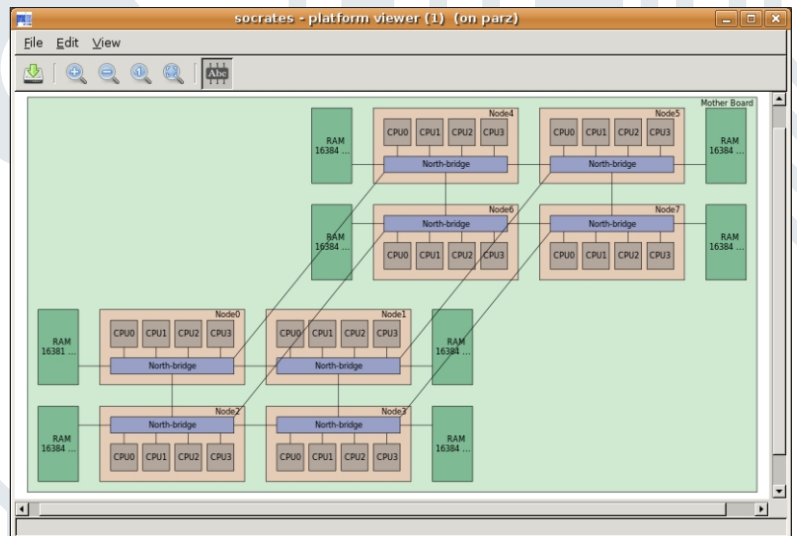 socrates - platform viewer (1) (on parz)
File Edit View
Abc
Mother Board
Node4 Node5
RAM
16384 ...
CPU0 CPU1 CPU2 CPU3
CPU0 CPU1 CPU2 CPU3
RAM
16384 ...
North-bridge North-bridge
Node6 Node7
RAM
16384 ...
North-bridge North-bridge
RAM
16384 ...
CPU0 CPU1 CPU2 CPU3
CPU0 CPU1 CPU2 CPU3
Node0 Node1
RAM
16381 ...
CPU0 CPU1 CPU2 CPU3
CPU0 CPU1 CPU2 CPU3
RAM
16384 ...
North-bridge North-bridge
Node2 Node3
RAM
16384 ...
North-bridge North-bridge
RAM
16384 ...
CPU0 CPU1 CPU2 CPU3
CPU0 CPU1 CPU2 CPU3